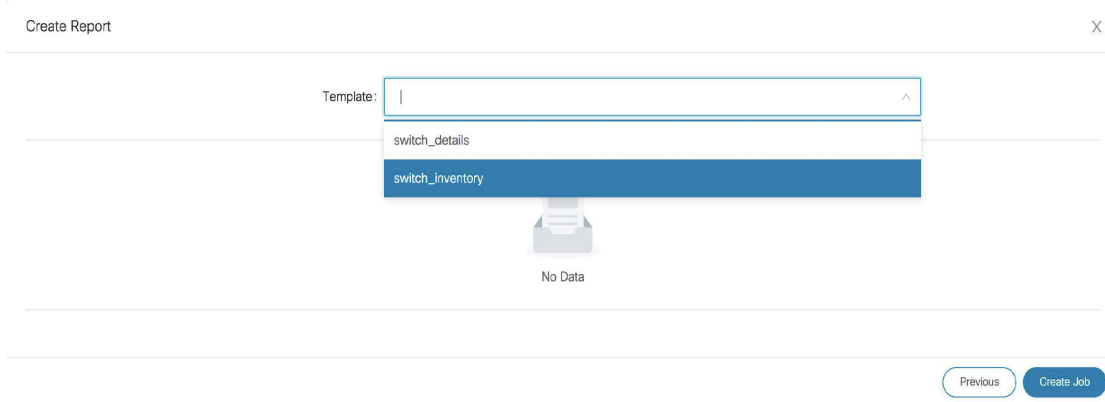 Create Report
X
Template:
switch_details
switch_inventory
No Data
Previous
Create Job